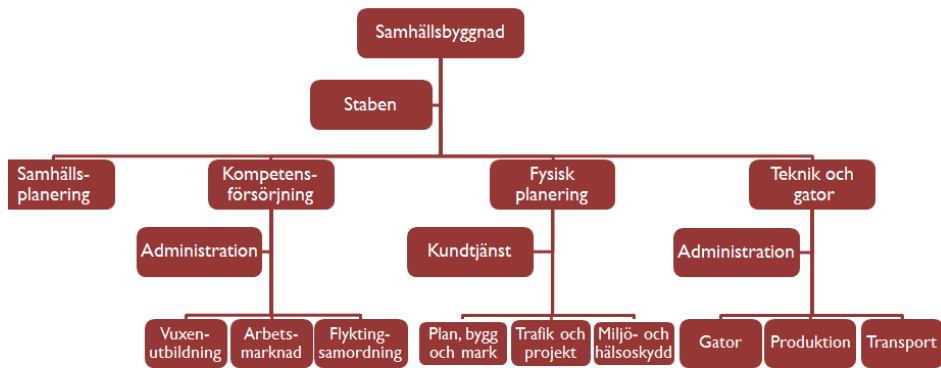 Samhällsbyggnad
Staben
Samhälls-
planering
Kompetens-
försörjning
Fysisk
planering
Teknik och
gator
Administration
Kundtjänst
Administration
Vuxen-
utbildning
Arbets-
marknad
Flykting-
samordning
Plan, bygg
och mark
Trafik och
projekt
Miljö- och
hälsoskydd
Gator
Produktion
Transport